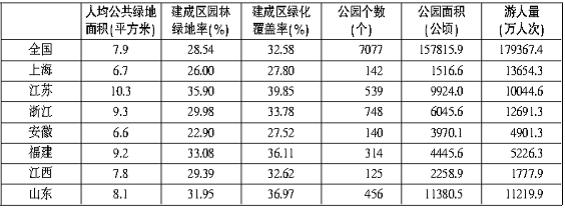 人均公共绿地面积(平方米) 建成区园林绿地率(%) 建成区绿化覆盖率(%) 公园个数(个) 公园面积(公顷) 游人量(万人次)
全国 7.9 28.54 32.58 7077 157815.9 179367.4
上海 6.7 26.00 27.80 142 1516.6 13654.3
江苏 10.3 35.90 39.85 539 9924.0 10044.6
浙江 9.3 29.98 33.78 748 6045.6 12691.3
安徽 6.6 22.90 27.52 140 3970.1 4901.3
福建 9.2 33.08 36.11 314 4445.6 5226.3
江西 7.8 29.39 32.62 125 2258.9 1777.9
山东 8.1 31.95 36.97 456 11380.5 11219.9